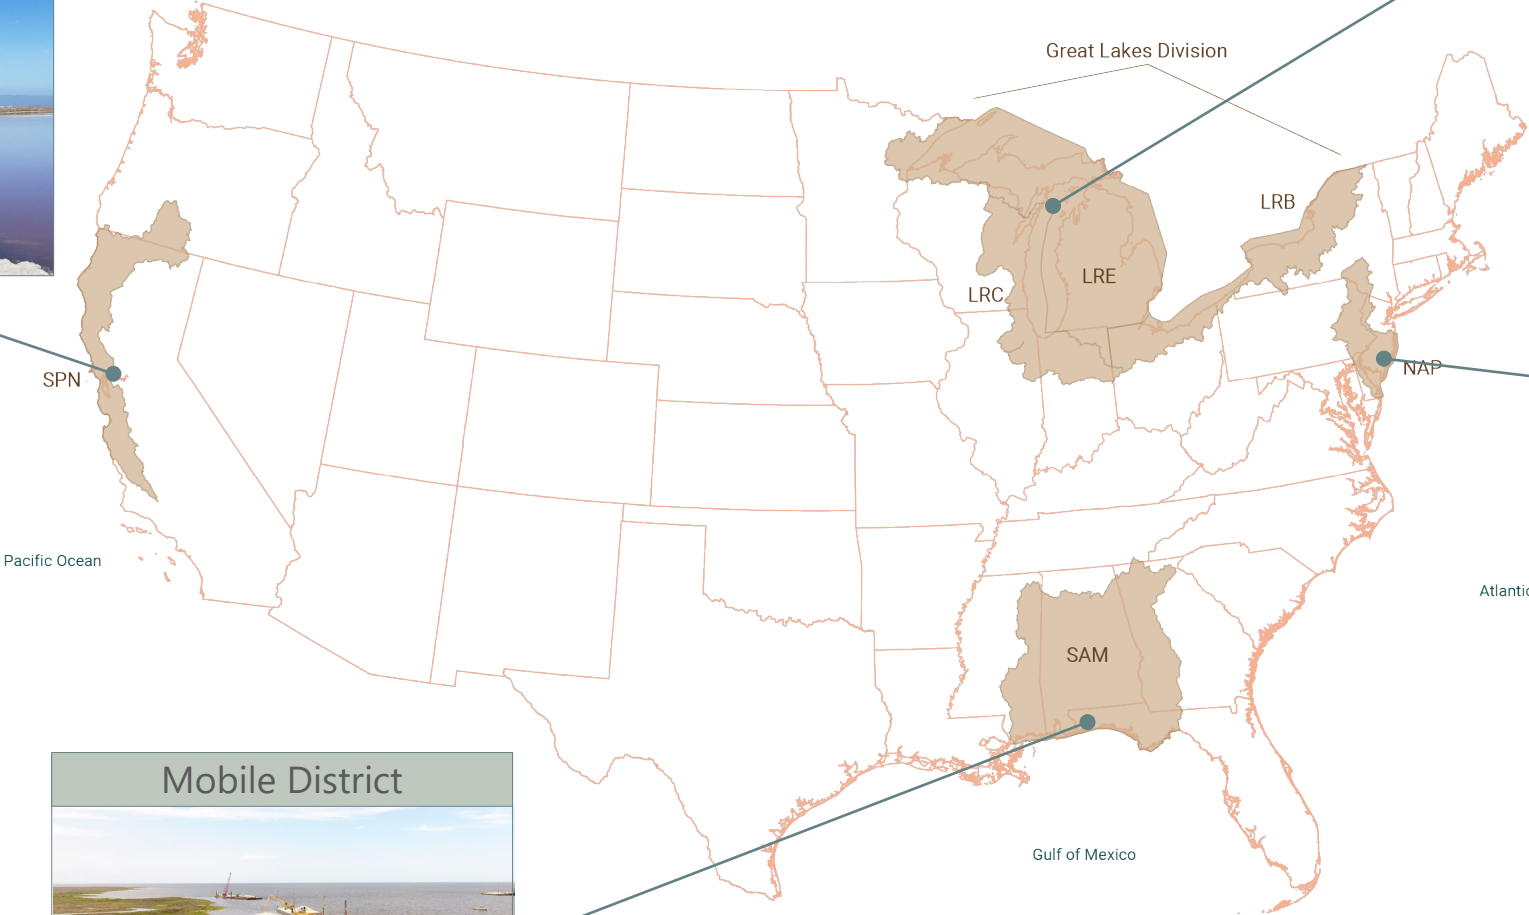 Great Lakes Division
LRB
LRE
LRC
NAP
SPN
Pacific Ocean
Atlantic
SAM
Mobile District
Gulf of Mexico